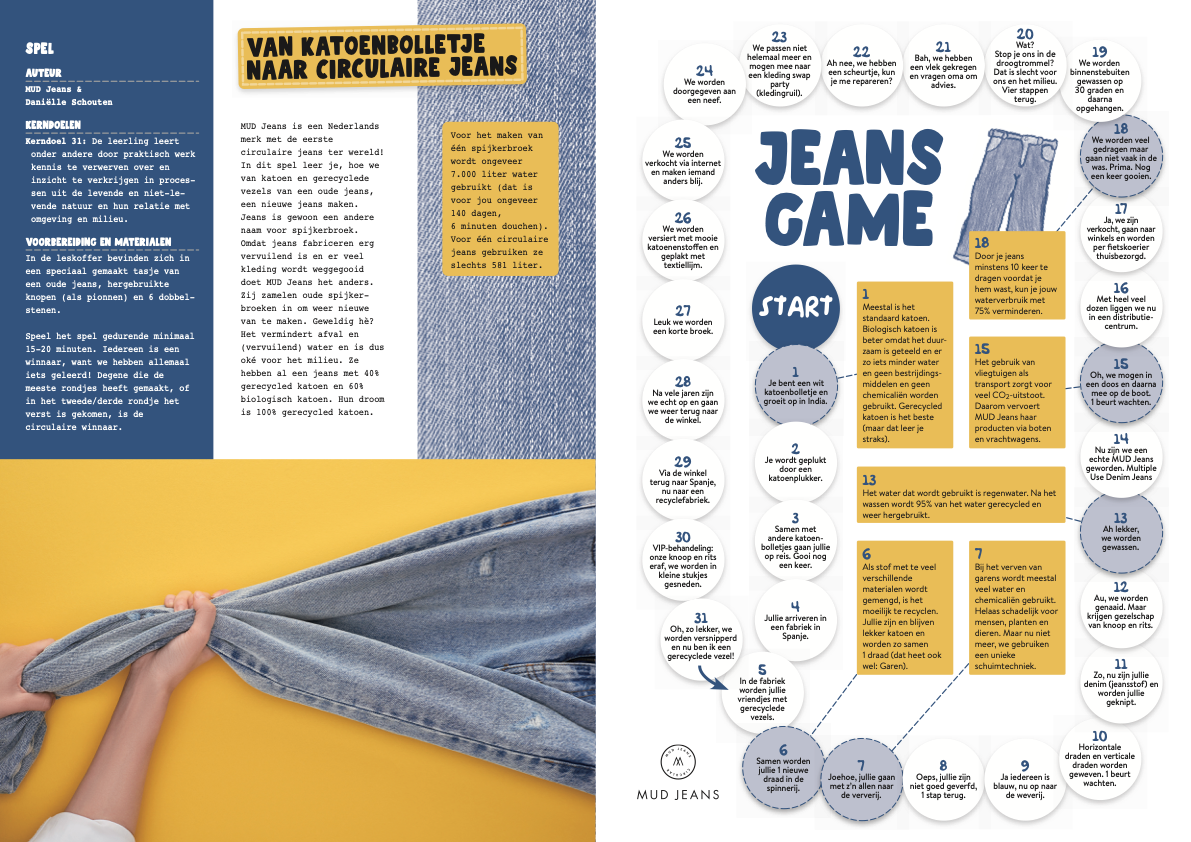 SPEL
AUTEUR
MUD Jeans &
Daniëlle Schouten
KERNDOELEN
Kerndoel 31: De leerling leert
onder andere door praktisch werk
kennis te verwerven over en
inzicht te verkrijgen in proces-
sen uit de levende en niet-le-
vende natuur en hun relatie met
omgeving en milieu.
VOORBEREIDING EN MATERIALEN
In de leskoffer bevinden zich in
een speciaal gemaakt tasje van
een oude jeans, hergebruikte
knopen (als pionnen) en 6 dobbel-
stenen.
Speel het spel gedurende minimaal
15-20 minuten. Iedereen is een
winnaar, want we hebben allemaal
iets geleerd! Degene die de
meeste rondjes heeft gemaakt, of
in het tweede/derde rondje het
verst is gekomen, is de
circulaire winnaar.
VAN KATOENBOLLETJE
NAAR CIRCULAIRE JEANS
MUD Jeans is een Nederlands
merk met de eerste
circulaire jeans ter wereld!
In dit spel leer je, hoe we
van katoen en gerecyclede
vezels van een oude jeans,
een nieuwe jeans maken.
Jeans is gewoon een andere
naam voor spijkerbroek.
Omdat jeans fabriceren erg
vervuilend is en er veel
kleding wordt weggegooid
doet MUD Jeans het anders.
Zij zamelen oude spijker-
broeken in om weer nieuwe
van te maken. Geweldig hè?
Het vermindert afval en
(vervuilend) water en is dus
oké voor het milieu. Ze
hebben al een jeans met 40%
gerecycled katoen en 60%
biologisch katoen. Hun droom
is 100% gerecycled katoen.
Voor het maken van
één spijkerbroek
wordt ongeveer
7.000 liter water
gebruikt (dat is
voor jou ongeveer
140 dagen,
6 minuten douchen).
Voor één circulaire
jeans gebruiken ze
slechts 581 liter.
JEANS
GAME
START
1
Je bent een wit
katoenbolletje en
groeit op in India.
2
Je wordt geplukt
door een
katoenplukker.
3
Samen met
andere katoen-
bolletjes gaan jullie
op reis. Gooi nog
een keer.
4
Jullie arriveren in
een fabriek in
Spanje.
5
In de fabriek
worden jullie
vriendjes met
gerecyclede
vezels.
6
Samen worden
jullie 1 nieuwe
draad in de
spinnerij.
7
Joehoe, jullie gaan
met z'n allen naar
de ververij.
8
Oeps, jullie zijn
niet goed geverfd,
1 stap terug.
9
Ja iedereen is
blauw, nu op naar
de weverij.
10
Horizontale
draden en verticale
draden worden
geweven. 1 beurt
wachten.
11
Zo, nu zijn jullie
denim (jeansstof) en
worden jullie
geknipt.
12
Au, we worden
genaaid. Maar
krijgen gezelschap
van knoop en rits.
13
Ah lekker,
we worden
gewassen.
14
Nu zijn we een
echte MUD Jeans
geworden. Multiple
Use Denim Jeans
15
Oh, we mogen in
een doos en daarna
mee op de boot.
1 beurt wachten.
16
Met heel veel
dozen liggen we nu
in een distributie-
centrum.
17
Ja, we zijn
verkocht, gaan naar
winkels en worden
per fietskoerier
thuisbezorgd.
18
We worden veel
gedragen maar
gaan niet vaak in de
was. Prima. Nog
een keer gooien.
19
We worden
binnenstebuiten
gewassen op
30 graden en
daarna
opgehangen.
20
Wat?
Stop je ons in de
droogtrommel?
Dat is slecht voor
ons en het milieu.
Vier stappen
terug.
21
Bah, we hebben
een vlek gekregen
en vragen oma om
advies.
22
Ah nee, we hebben
een scheurtje, kun
je me repareren?
23
We passen niet
helemaal meer en
mogen mee naar
een kleding swap
party
(kledingruil).
24
We worden
doorgegeven aan
een neef.
25
We worden
verkocht via internet
en maken iemand
anders blij.
26
We worden
versiert met mooie
katoenenstoffen en
geplakt met
textiellijm.
27
Leuk we worden
een korte broek.
28
Na vele jaren zijn
we echt op en gaan
we weer terug naar
de winkel.
29
Via de winkel
terug naar Spanje,
nu naar een
recyclefabriek.
30
VIP-behandeling:
onze knoop en rits
eraf, we worden in
kleine stukjes
gesneden.
31
Oh, zo lekker, we
worden versnipperd
en nu ben ik een
gerecyclede vezel!
1
Meestal is het
standaard katoen.
Biologisch katoen is
beter omdat het duur-
zaam is geteeld en er
zo iets minder water
en geen bestrijdings-
middelen en geen
chemicaliën worden
gebruikt. Gerecycled
katoen is het beste
(maar dat leer je
straks).
18
Door je jeans
minstens 10 keer te
dragen voordat je
hem wast, kun je jouw
waterverbruik met
75% verminderen.
15
Het gebruik van
vliegtuigen als
transport zorgt voor
veel CO₂-uitstoot.
Daarom vervoert
MUD Jeans haar
producten via boten
en vrachtwagens.
13
Het water dat wordt gebruikt is regenwater. Na het
wassen wordt 95% van het water gerecycled en
weer hergebruikt.
6
Als stof met te veel
verschillende
materialen wordt
gemengd, is het
moeilijk te recyclen.
Jullie zijn en blijven
lekker katoen en
worden zo samen
1 draad (dat heet ook
wel: Garen).
7
Bij het verven van
garens wordt meestal
veel water en
chemicaliën gebruikt.
Helaas schadelijk voor
mensen, planten en
dieren. Maar nu niet
meer, we gebruiken
een unieke
schuimtechniek.
MUD JEANS